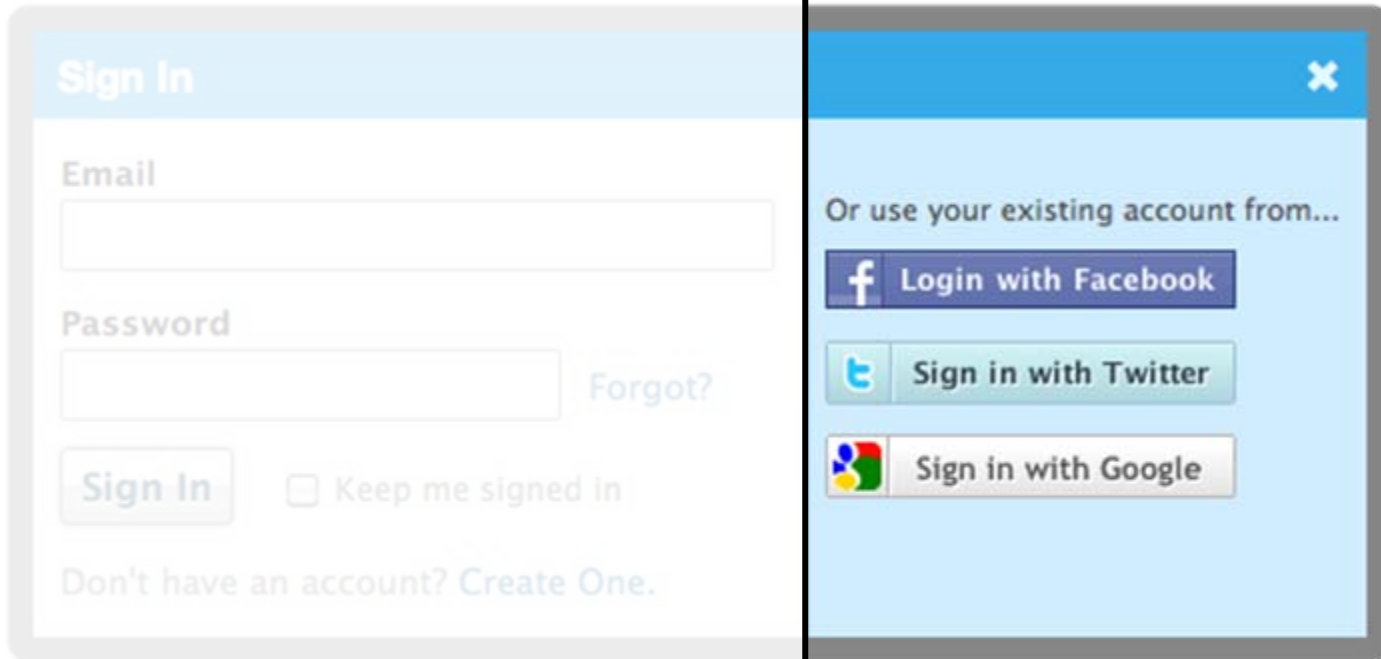 Sign In
Email
Password
Forgot?
Sign In
Keep me signed in
Don't have an account? Create One.
Or use your existing account from...
f Login with Facebook
t Sign in with Twitter
Sign in with Google